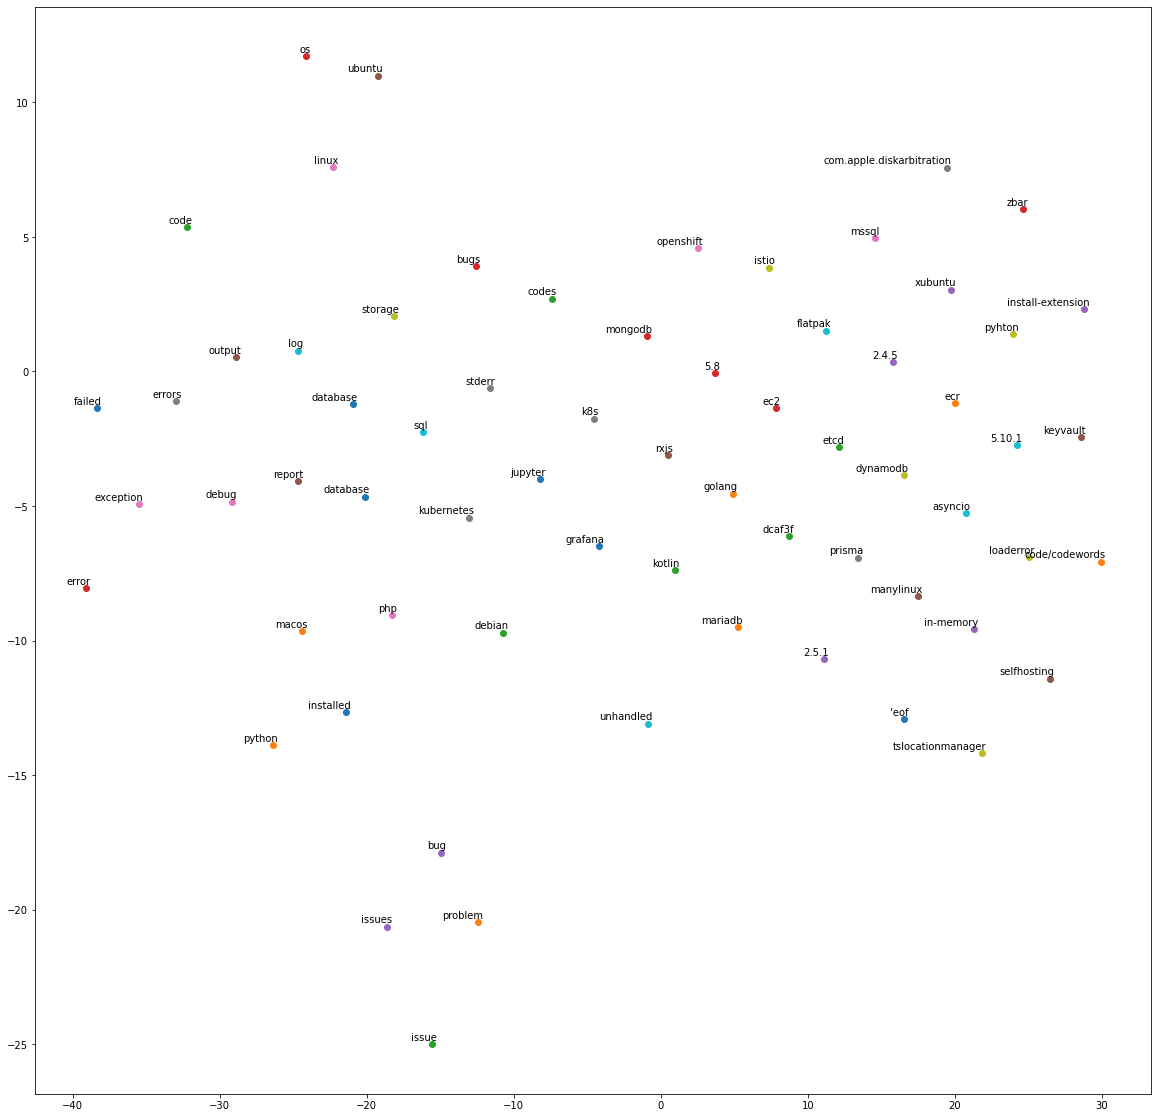 os
ubuntu
10
linux
com.apple.diskarbitration
zbar
code
5
mssql
openshift
bugs
istio
codes
xubuntu
install-extension
storage
mongodb
flatpak
pyhton
log
output
2.4.5
0
5.8
stderr
failed
errors
database
k8s
ec2
ecr
sql
rxjs
etcd
5.10.1
keyvault
report
jupyter
dynamodb
database
golang
−5
exception
debug
kubernetes
asyncio
grafana
dcaf3f
prisma
loaderror
code/codewords
kotlin
error
manylinux
php
macos
debian
mariadb
in-memory
−10
2.5.1
selfhosting
installed
unhandled
'eof
python
tslocationmanager
−15
bug
issues
problem
−20
issue
−25
−40
−30
−20
−10
0
10
20
30